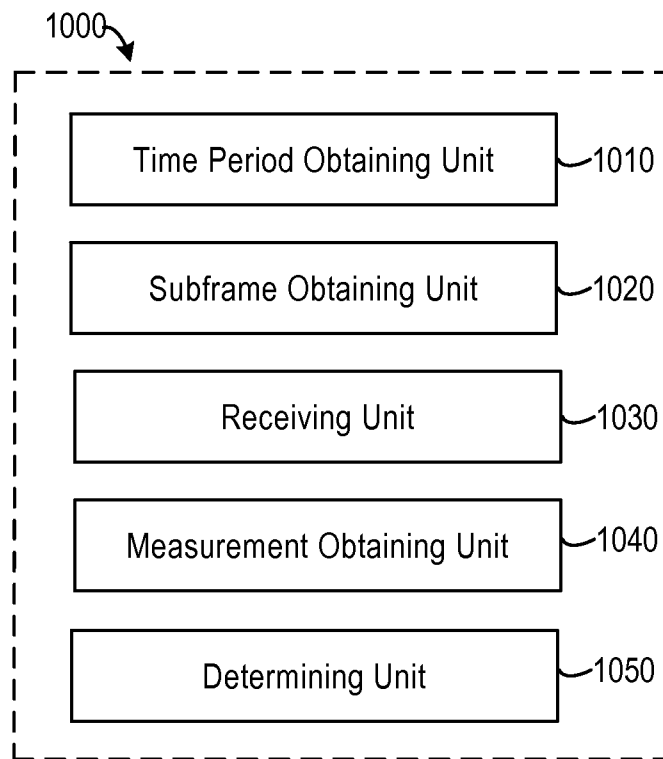 1000
Time Period Obtaining Unit 1010
Subframe Obtaining Unit 1020
Receiving Unit 1030
Measurement Obtaining Unit 1040
Determining Unit 1050